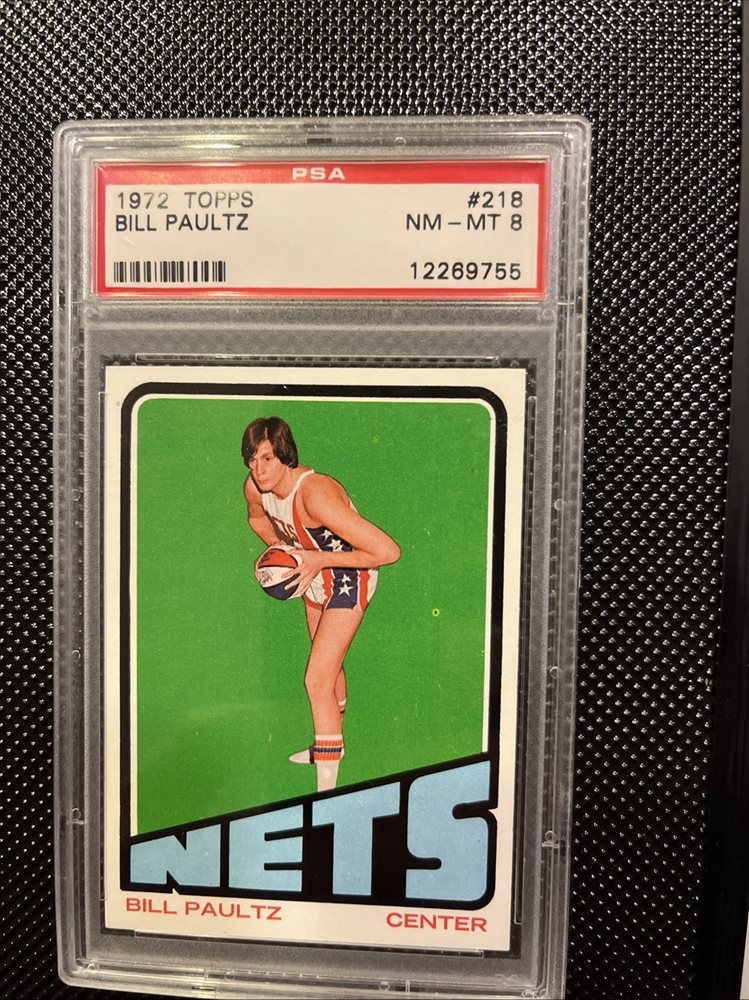 PSA
1972 TOPPS #218
BILL PAULTZ NM-MT 8
12269755
NETS
BILL PAULTZ CENTER